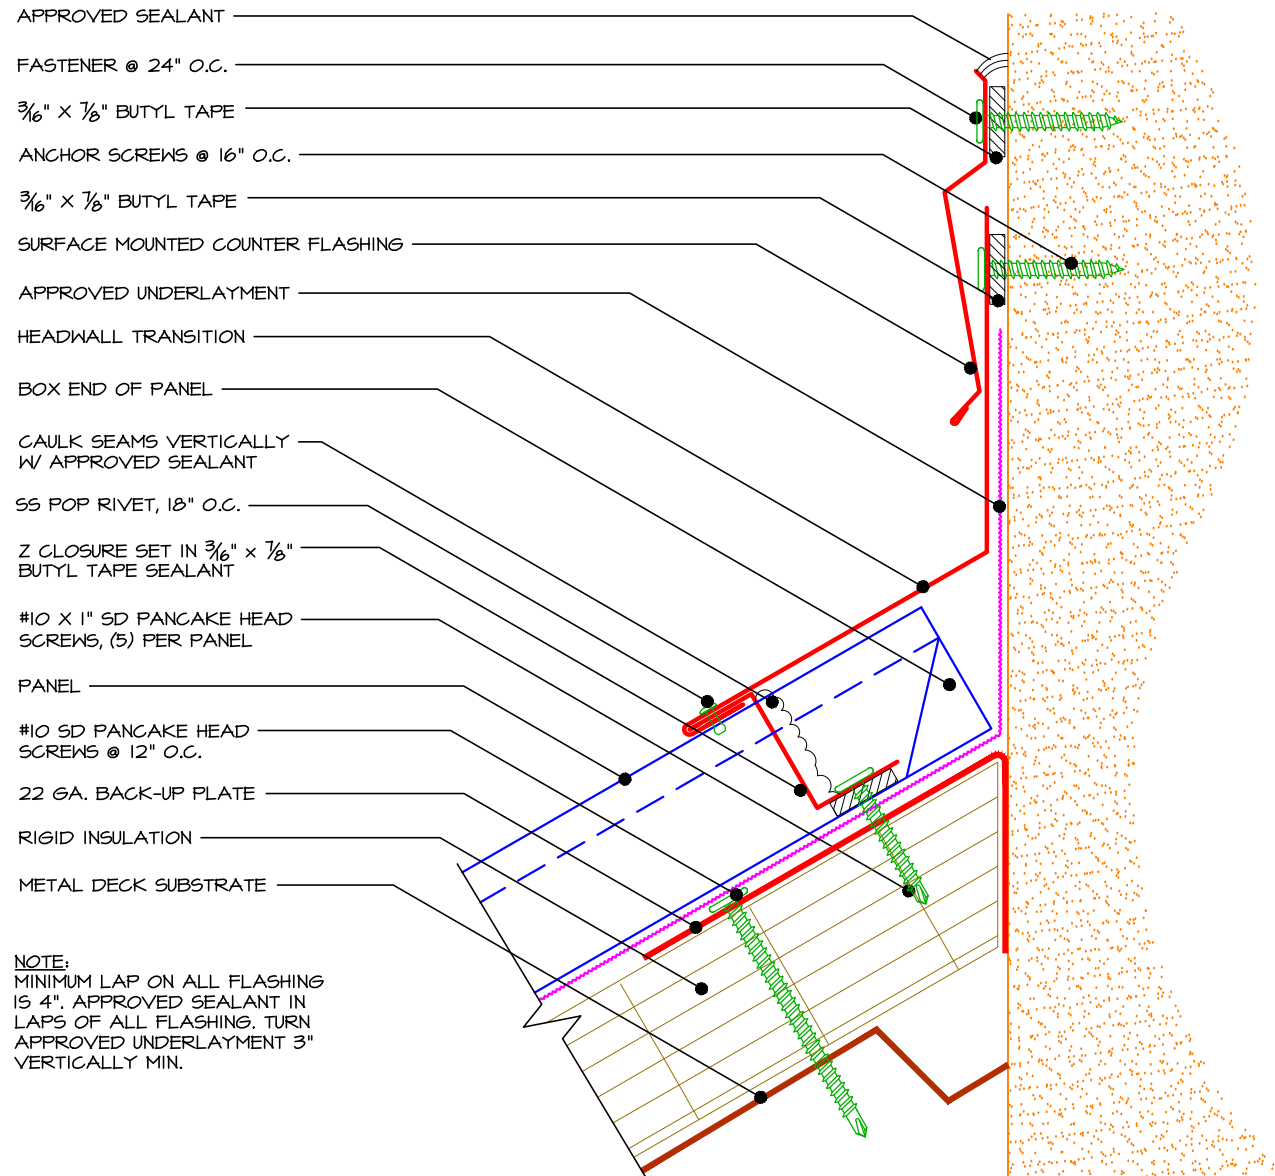 APPROVED SEALANT
FASTENER @ 24" O.C.
3/16" X 7/8" BUTYL TAPE
ANCHOR SCREWS @ 16" O.C.
3/16" X 7/8" BUTYL TAPE
SURFACE MOUNTED COUNTER FLASHING
APPROVED UNDERLAYMENT
HEADWALL TRANSITION
BOX END OF PANEL
CAULK SEAMS VERTICALLY
W/ APPROVED SEALANT
SS POP RIVET, 18" O.C.
Z CLOSURE SET IN 3/16" X 7/8"
BUTYL TAPE SEALANT
#10 X 1" SD PANCAKE HEAD
SCREWS, (5) PER PANEL
PANEL
#10 SD PANCAKE HEAD
SCREWS @ 12" O.C.
22 GA. BACK-UP PLATE
RIGID INSULATION
METAL DECK SUBSTRATE
NOTE:
MINIMUM LAP ON ALL FLASHING
IS 4". APPROVED SEALANT IN
LAPS OF ALL FLASHING. TURN
APPROVED UNDERLAYMENT 3"
VERTICALLY MIN.